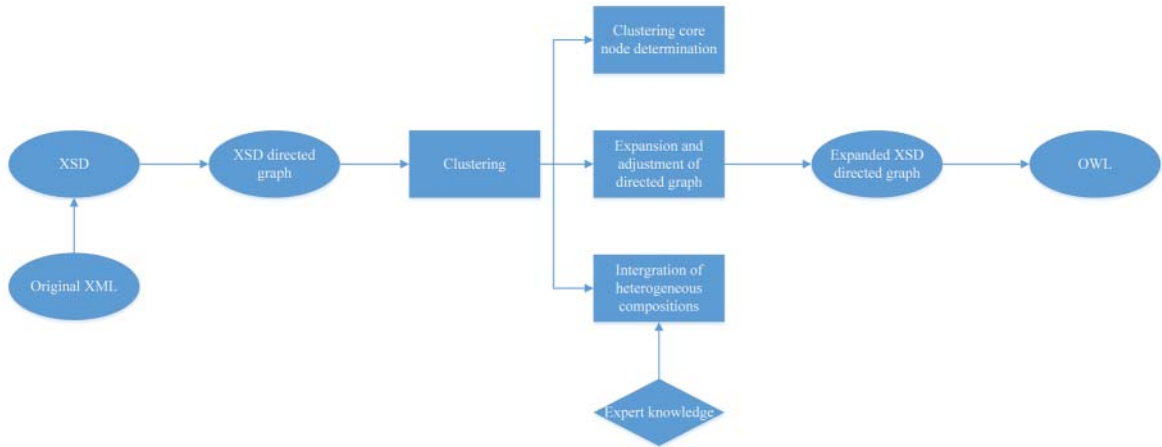 Clustering core
node determination
XSD
XSD directed
graph
Clustering
Expansion and
adjustment of
directed graph
Expanded XSD
directed graph
OWL
Original XML
Intergration of
heterogeneous
compositions
Expert knowledge